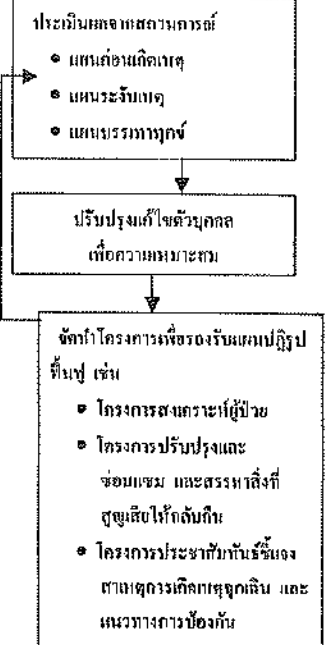 ประเมินผลจากสถานการณ์
• แผนก่อนเกิดเหตุ
• แผนระงับเหตุ
• แผนบรรเทาทุกข์
ปรับปรุงแก้ไขตัวบุคคล
เพื่อความเหมาะสม
จัดทำโครงการเพื่อรองรับแผนปฏิรูป
ฟื้นฟู เช่น
• โครงการสงเคราะห์ผู้ป่วย
• โครงการปรับปรุงและ
ซ่อมแซม และสรรหาสิ่งที่
สูญเสียให้กลับคืน
• โครงการประชาสัมพันธ์ชี้แจง
สาเหตุการเกิดเหตุฉุกเฉิน และ
แนวทางการป้องกัน